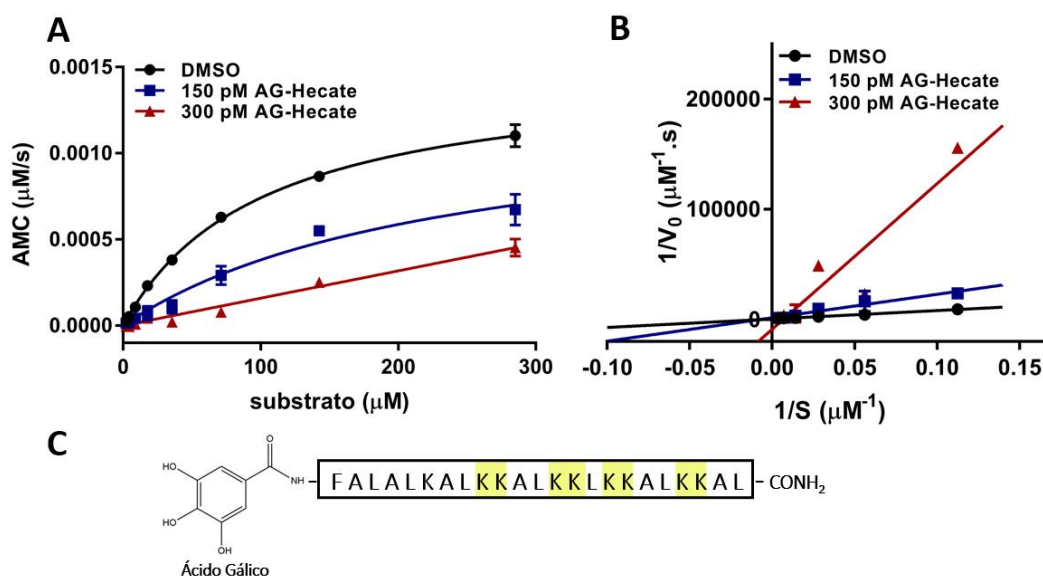 A
DMSO
150 pM AG-Hecate
300 pM AG-Hecate
AMC (µM/s)
0.0015
0.0010
0.0005
0.0000
0 100 200 300
substrato (µM)
B
DMSO
150 pM AG-Hecate
300 pM AG-Hecate
1/V₀ (µM⁻¹.s)
200000
100000
0
-0.10 -0.05 0.00 0.05 0.10 0.15
1/S (µM⁻¹)
C
O
HO
HO
OH
NH
FALALKALKKALKKLKKALKKAL
CONH₂
Ácido Gálico